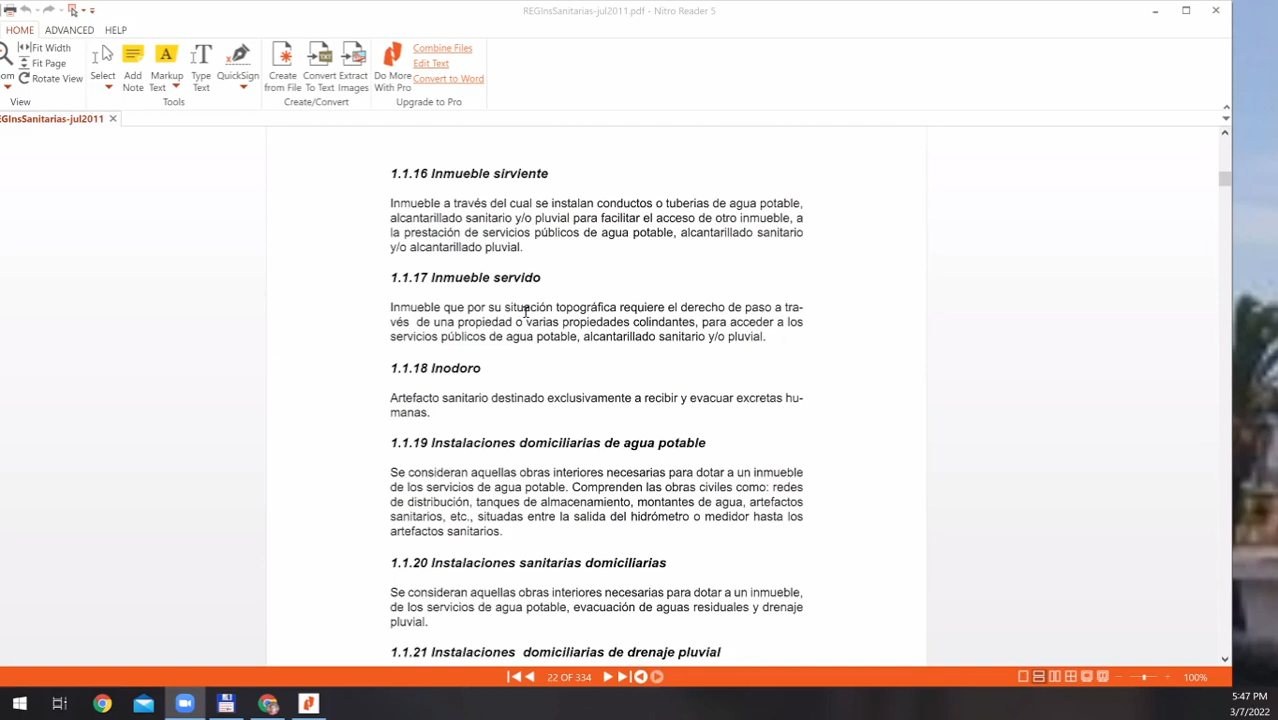 REGInsSanitarias-jul2011.pdf - Nitro Reader 5
HOME ADVANCED HELP
Fit Width
Fit Page
Rotate View
View
Select
Add Note
Markup Text
Type Text
QuickSign
Tools
Create from File
Convert To Text
Extract Images
Create/Convert
Do More With Pro
Combine Files
Edit Text
Convert to Word
Upgrade to Pro
EGInsSanitarias-jul2011
1.1.16 Inmueble sirviente
Inmueble a través del cual se instalan conductos o tuberias de agua potable,
alcantarillado sanitario y/o pluvial para facilitar el acceso de otro inmueble, a
la prestación de servicios públicos de agua potable, alcantarillado sanitario
y/o alcantarillado pluvial.
1.1.17 Inmueble servido
Inmueble que por su situación topográfica requiere el derecho de paso a tra-
vés de una propiedad o varias propiedades colindantes, para acceder a los
servicios públicos de agua potable, alcantarillado sanitario y/o pluvial.
1.1.18 Inodoro
Artefacto sanitario destinado exclusivamente a recibir y evacuar excretas hu-
manas.
1.1.19 Instalaciones domiciliarias de agua potable
Se consideran aquellas obras interiores necesarias para dotar a un inmueble
de los servicios de agua potable. Comprenden las obras civiles como: redes
de distribución, tanques de almacenamiento, montantes de agua, artefactos
sanitarios, etc., situadas entre la salida del hidrómetro o medidor hasta los
artefactos sanitarios.
1.1.20 Instalaciones sanitarias domiciliarias
Se consideran aquellas obras interiores necesarias para dotar a un inmueble,
de los servicios de agua potable, evacuación de aguas residuales y drenaje
pluvial.
1.1.21 Instalaciones domiciliarias de drenaje pluvial
22 OF 334
100%
5:47 PM
3/7/2022